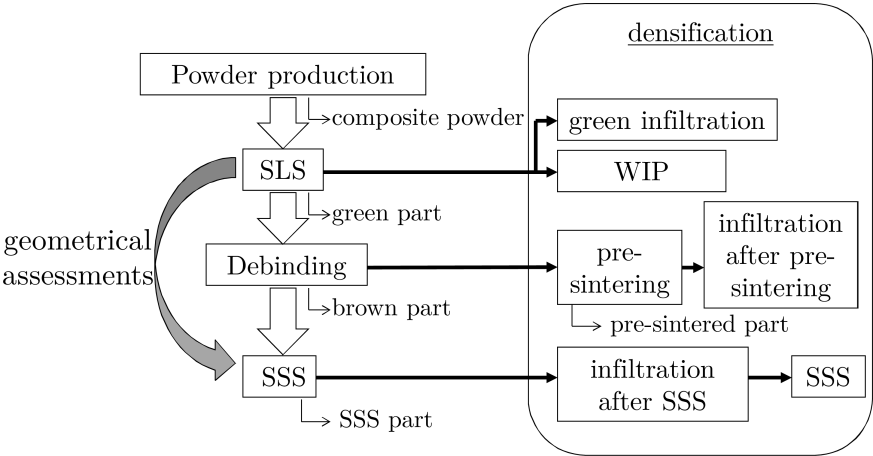 densification
Powder production
composite powder
green infiltration
SLS
WIP
green part
geometrical
assessments
Debinding
pre-
sintering
infiltration
after pre-
sintering
brown part
pre-sintered part
SSS
infiltration
after SSS
SSS
SSS part